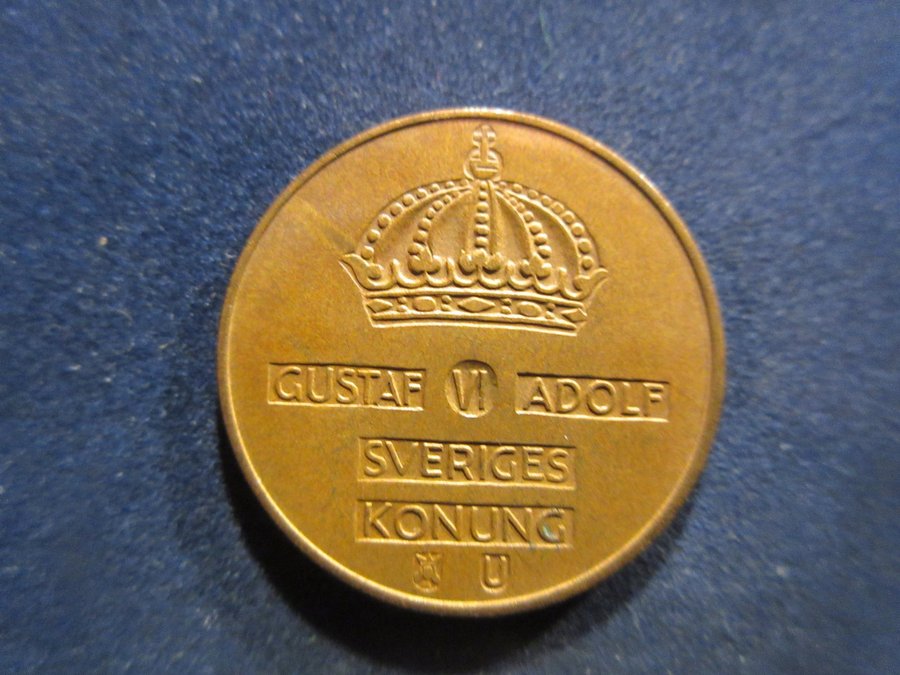 GUSTAF VI ADOLF
SVERIGES
KONUNG
U